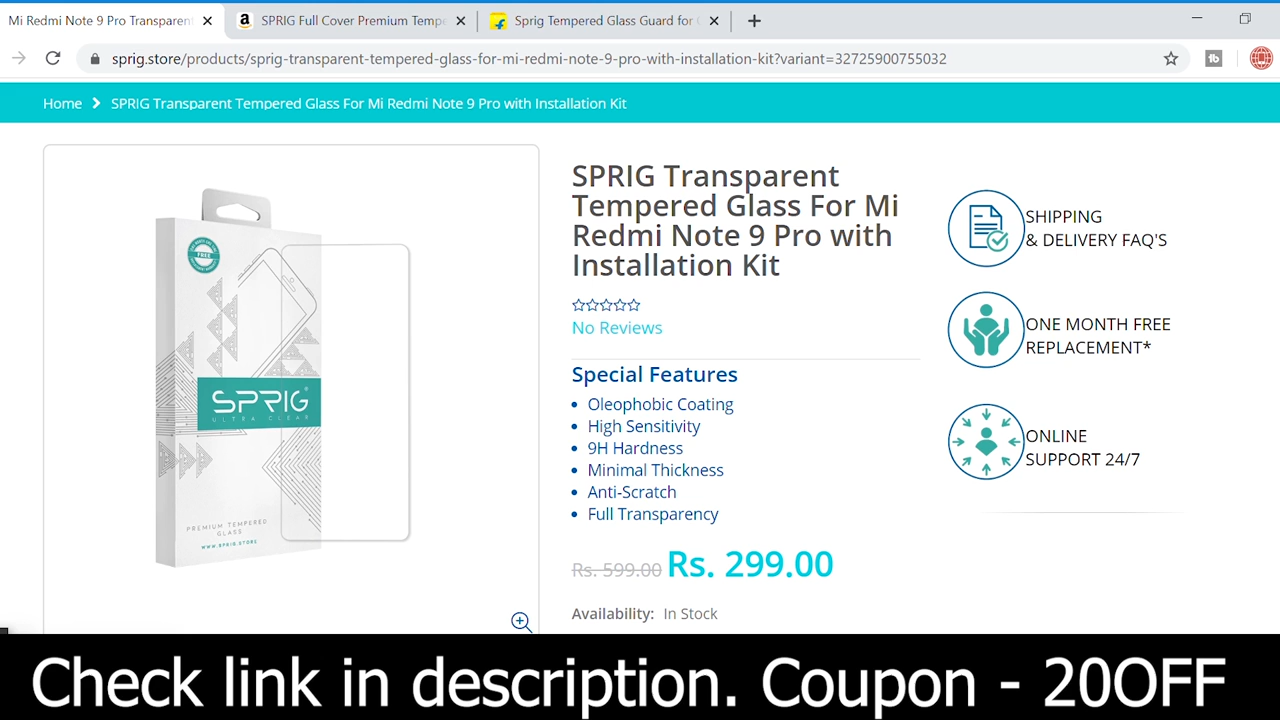 Mi Redmi Note 9 Pro Transparent
SPRIG Full Cover Premium Tempe
Sprig Tempered Glass Guard for
sprig.store/products/sprig-transparent-tempered-glass-for-mi-redmi-note-9-pro-with-installation-kit?variant=32725900755032
Home
SPRIG Transparent Tempered Glass For Mi Redmi Note 9 Pro with Installation Kit
FREE
SPRIG
ULTRA CLEAR
PREMIUM TEMPERED
GLASS
WWW.SPRIG.STORE
SPRIG Transparent
Tempered Glass For Mi
Redmi Note 9 Pro with
Installation Kit
No Reviews
Special Features
Oleophobic Coating
High Sensitivity
9H Hardness
Minimal Thickness
Anti-Scratch
Full Transparency
Rs. 599.00 Rs. 299.00
Availability: In Stock
SHIPPING
& DELIVERY FAQ'S
ONE MONTH FREE
REPLACEMENT*
ONLINE
SUPPORT 24/7
Check link in description. Coupon - 20OFF